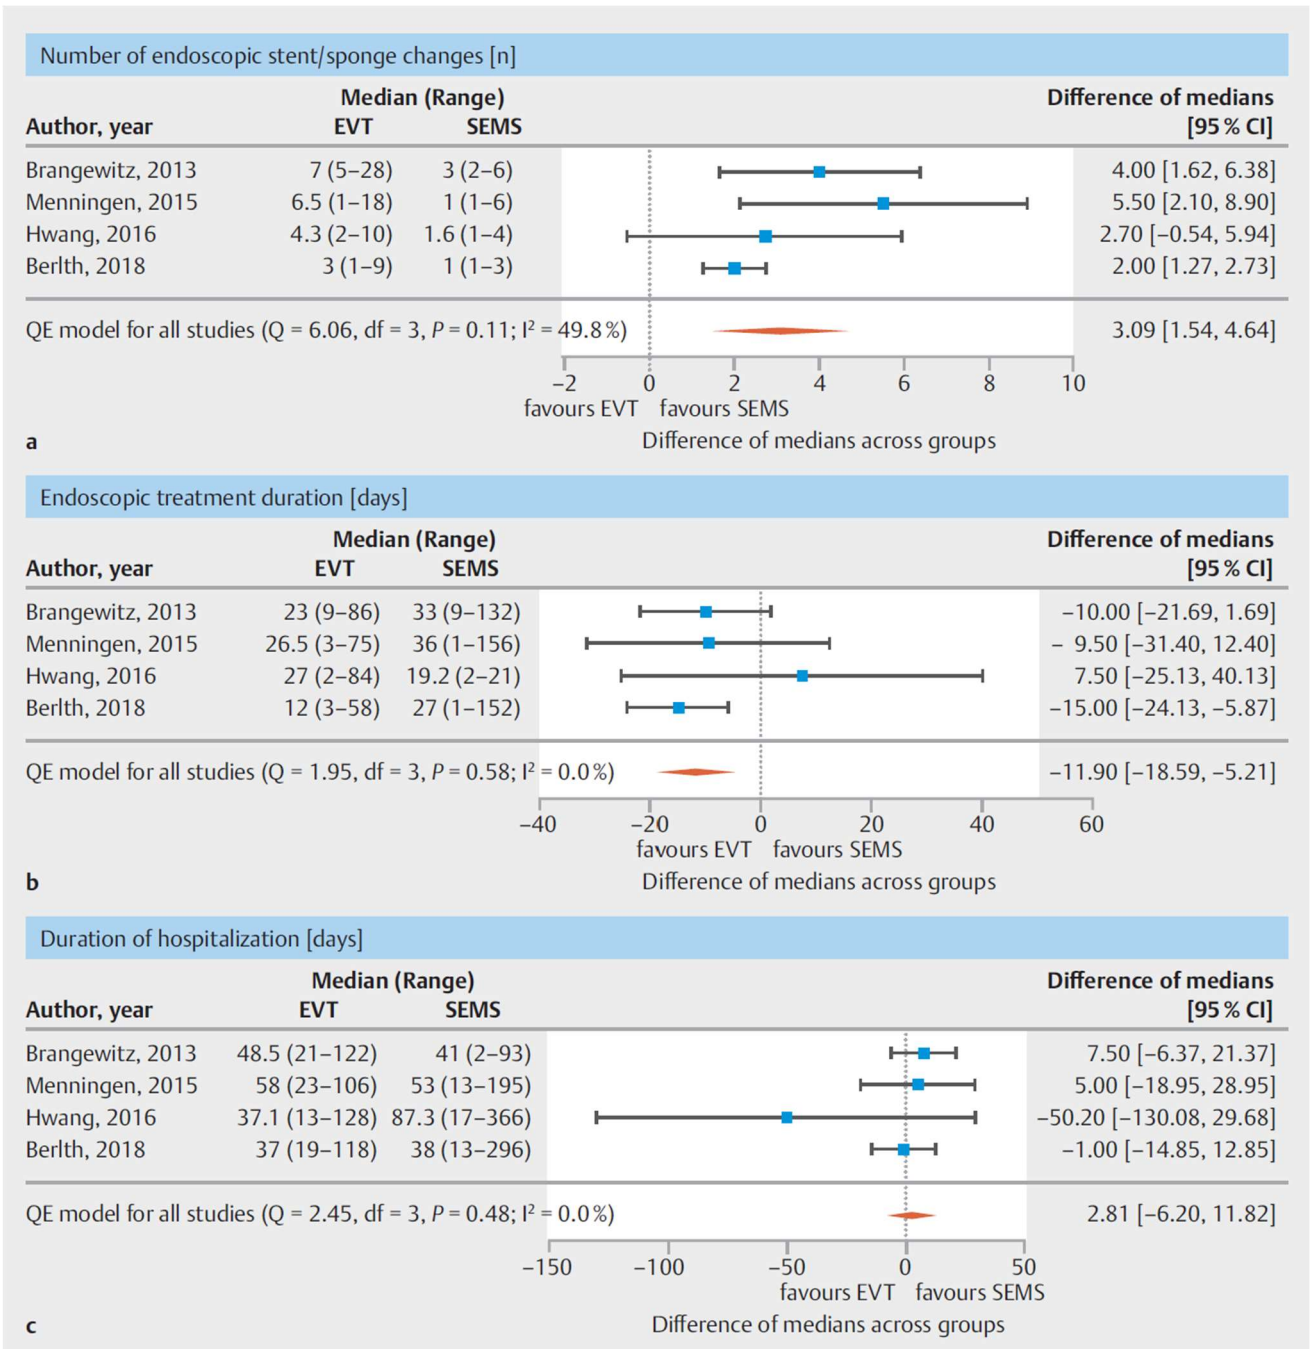 Number of endoscopic stent/sponge changes [n]
Median (Range) Difference of medians
Author, year EVT SEMS [95 % CI]
Brangewitz, 2013 7 (5–28) 3 (2–6) 4.00 [1.62, 6.38]
Menningen, 2015 6.5 (1–18) 1 (1–6) 5.50 [2.10, 8.90]
Hwang, 2016 4.3 (2–10) 1.6 (1–4) 2.70 [−0.54, 5.94]
Berlth, 2018 3 (1–9) 1 (1–3) 2.00 [1.27, 2.73]
QE model for all studies (Q = 6.06, df = 3, P = 0.11; I² = 49.8 %) 3.09 [1.54, 4.64]
−2 0 2 4 6 8 10
favours EVT favours SEMS
a Difference of medians across groups
Endoscopic treatment duration [days]
Median (Range) Difference of medians
Author, year EVT SEMS [95 % CI]
Brangewitz, 2013 23 (9–86) 33 (9–132) −10.00 [−21.69, 1.69]
Menningen, 2015 26.5 (3–75) 36 (1–156) − 9.50 [−31.40, 12.40]
Hwang, 2016 27 (2–84) 19.2 (2–21) 7.50 [−25.13, 40.13]
Berlth, 2018 12 (3–58) 27 (1–152) −15.00 [−24.13, −5.87]
QE model for all studies (Q = 1.95, df = 3, P = 0.58; I² = 0.0 %) −11.90 [−18.59, −5.21]
−40 −20 0 20 40 60
favours EVT favours SEMS
b Difference of medians across groups
Duration of hospitalization [days]
Median (Range) Difference of medians
Author, year EVT SEMS [95 % CI]
Brangewitz, 2013 48.5 (21–122) 41 (2–93) 7.50 [−6.37, 21.37]
Menningen, 2015 58 (23–106) 53 (13–195) 5.00 [−18.95, 28.95]
Hwang, 2016 37.1 (13–128) 87.3 (17–366) −50.20 [−130.08, 29.68]
Berlth, 2018 37 (19–118) 38 (13–296) −1.00 [−14.85, 12.85]
QE model for all studies (Q = 2.45, df = 3, P = 0.48; I² = 0.0 %) 2.81 [−6.20, 11.82]
−150 −100 −50 0 50
favours EVT favours SEMS
c Difference of medians across groups